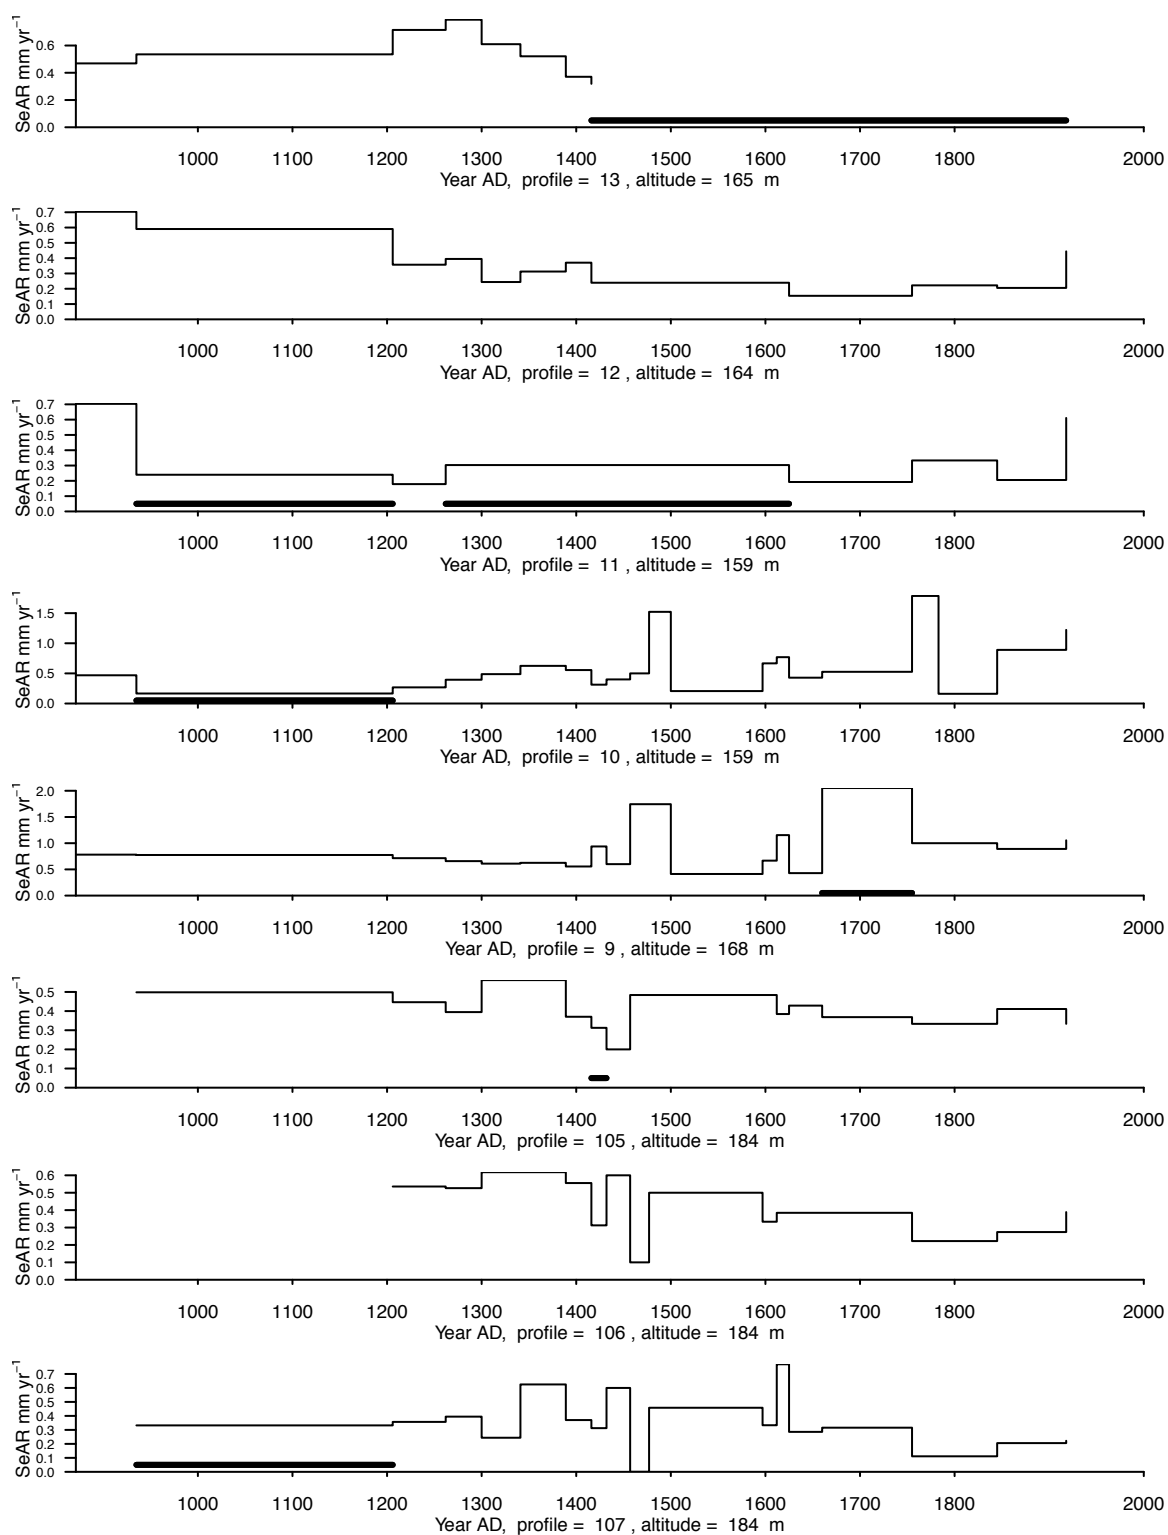 SeAR mm yr⁻¹
0.6
0.4
0.2
0.0
1000 1100 1200 1300 1400 1500 1600 1700 1800 2000
Year AD, profile = 13 , altitude = 165 m
SeAR mm yr⁻¹
0.7
0.6
0.5
0.4
0.3
0.2
0.1
0.0
1000 1100 1200 1300 1400 1500 1600 1700 1800 2000
Year AD, profile = 12 , altitude = 164 m
SeAR mm yr⁻¹
0.7
0.6
0.5
0.4
0.3
0.2
0.1
0.0
1000 1100 1200 1300 1400 1500 1600 1700 1800 2000
Year AD, profile = 11 , altitude = 159 m
SeAR mm yr⁻¹
1.5
1.0
0.5
0.0
1000 1100 1200 1300 1400 1500 1600 1700 1800 2000
Year AD, profile = 10 , altitude = 159 m
SeAR mm yr⁻¹
2.0
1.5
1.0
0.5
0.0
1000 1100 1200 1300 1400 1500 1600 1700 1800 2000
Year AD, profile = 9 , altitude = 168 m
SeAR mm yr⁻¹
0.5
0.4
0.3
0.2
0.1
0.0
1000 1100 1200 1300 1400 1500 1600 1700 1800 2000
Year AD, profile = 105 , altitude = 184 m
SeAR mm yr⁻¹
0.6
0.5
0.4
0.3
0.2
0.1
0.0
1000 1100 1200 1300 1400 1500 1600 1700 1800 2000
Year AD, profile = 106 , altitude = 184 m
SeAR mm yr⁻¹
0.7
0.6
0.5
0.4
0.3
0.2
0.1
0.0
1000 1100 1200 1300 1400 1500 1600 1700 1800 2000
Year AD, profile = 107 , altitude = 184 m